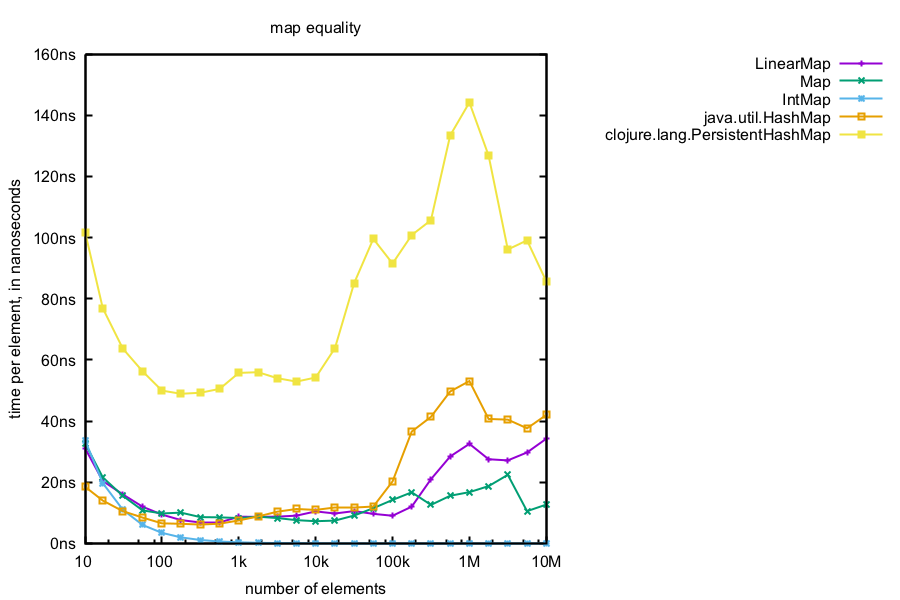 map equality
LinearMap
Map
IntMap
java.util.HashMap
clojure.lang.PersistentHashMap
160ns
140ns
120ns
100ns
80ns
60ns
40ns
20ns
0ns
time per element, in nanoseconds
10 100 1k 10k 100k 1M 10M
number of elements